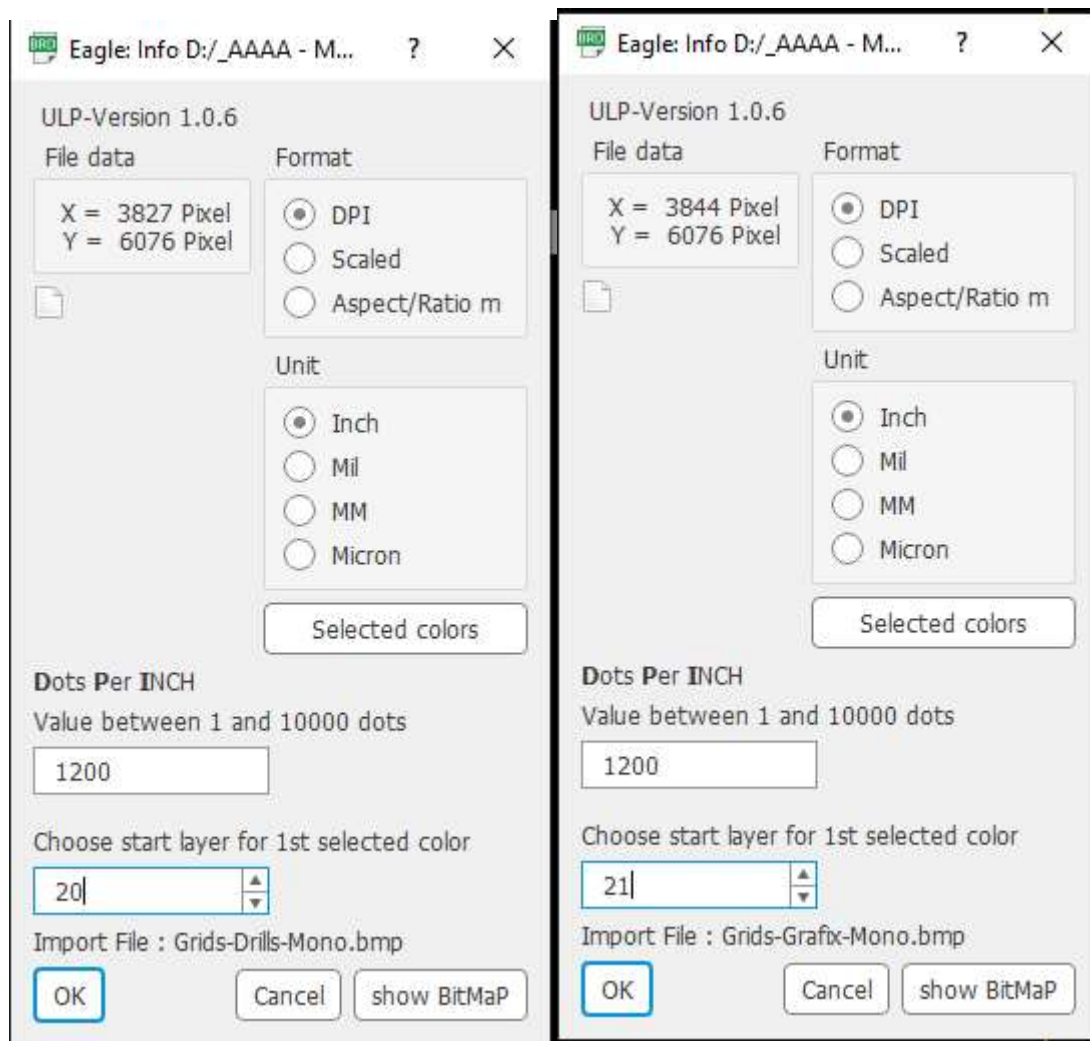 Eagle: Info D:/_AAAA - M... ? ×
ULP-Version 1.0.6
File data
X = 3827 Pixel
Y = 6076 Pixel
Format
DPI
Scaled
Aspect/Ratio m
Unit
Inch
Mil
MM
Micron
Selected colors
Dots Per INCH
Value between 1 and 10000 dots
1200
Choose start layer for 1st selected color
20
Import File : Grids-Drills-Mono.bmp
OK Cancel show BitMaP
Eagle: Info D:/_AAAA - M... ? ×
ULP-Version 1.0.6
File data
X = 3844 Pixel
Y = 6076 Pixel
Format
DPI
Scaled
Aspect/Ratio m
Unit
Inch
Mil
MM
Micron
Selected colors
Dots Per INCH
Value between 1 and 10000 dots
1200
Choose start layer for 1st selected color
21
Import File : Grids-Grafix-Mono.bmp
OK Cancel show BitMaP